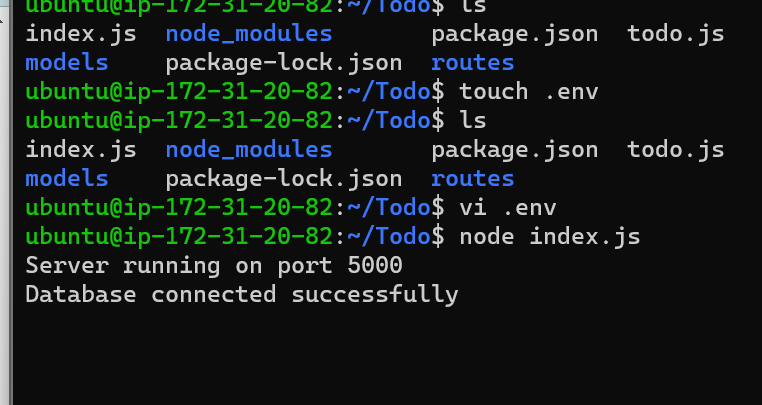 ubuntu@ip-172-31-20-82:~/Todo$ ls
index.js  node_modules       package.json  todo.js
models    package-lock.json  routes
ubuntu@ip-172-31-20-82:~/Todo$ touch .env
ubuntu@ip-172-31-20-82:~/Todo$ ls
index.js  node_modules       package.json  todo.js
models    package-lock.json  routes
ubuntu@ip-172-31-20-82:~/Todo$ vi .env
ubuntu@ip-172-31-20-82:~/Todo$ node index.js
Server running on port 5000
Database connected successfully